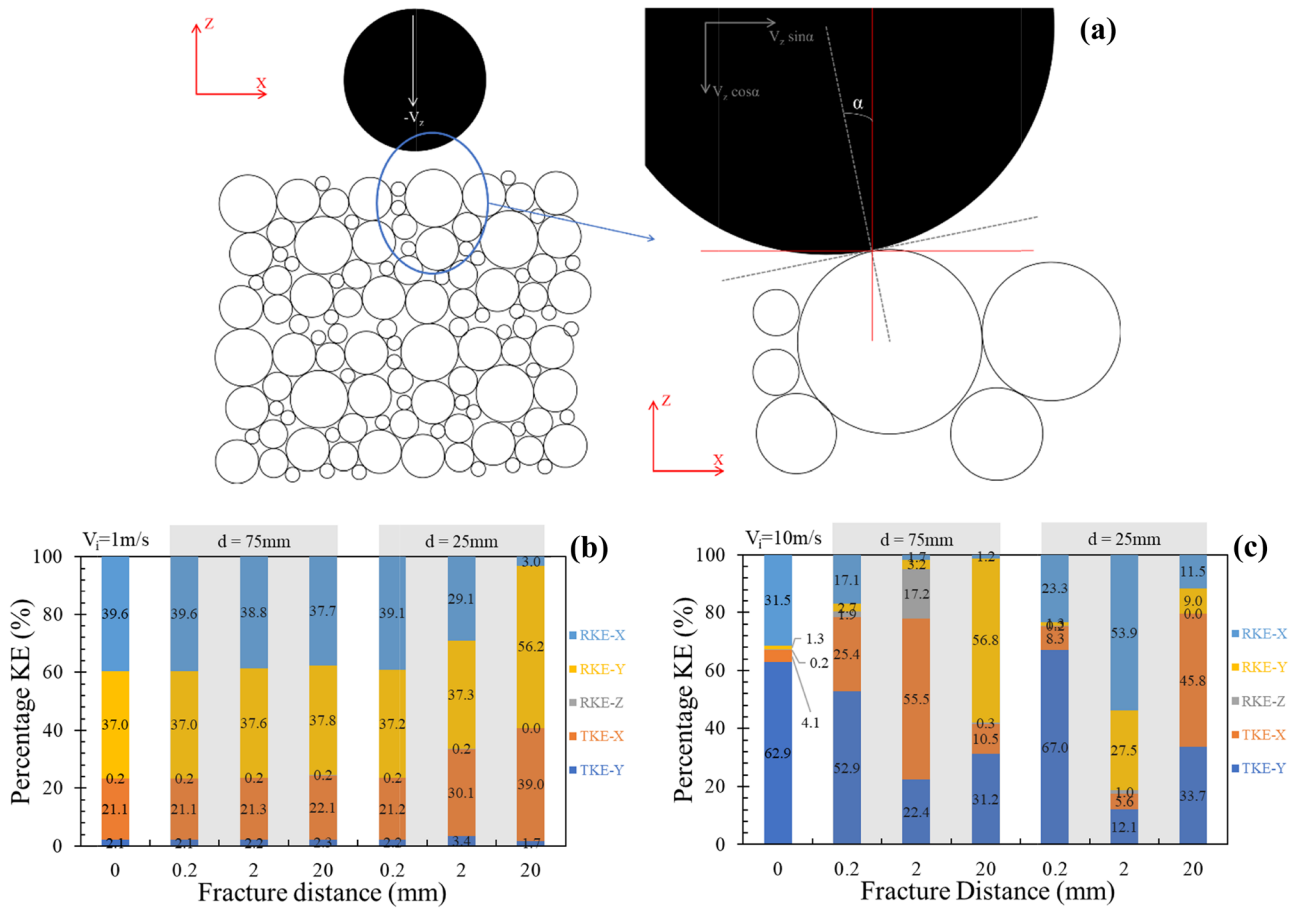 (a)
Z
X
-Vz
Vz sinα
Vz cosα
α
Z
X
Vi=1m/s
d = 75mm
d = 25mm
(b)
Percentage KE (%)
100
80
60
40
20
0
39.6
37.0
0.2
21.1
2.1
39.6
37.0
0.2
21.1
2.1
38.8
37.6
0.2
21.3
2.2
37.7
37.8
0.2
22.1
2.3
39.1
37.2
0.2
21.2
2.2
29.1
37.3
0.2
30.1
3.4
3.0
56.2
0.0
39.0
1.7
RKE-X
RKE-Y
RKE-Z
TKE-X
TKE-Y
0 0.2 2 20 0.2 2 20
Fracture distance (mm)
Vi=10m/s
d = 75mm
d = 25mm
(c)
Percentage KE (%)
100
80
60
40
20
0
31.5
1.3
0.2
4.1
62.9
17.1
2.7
1.9
25.4
52.9
1.7
3.2
17.2
55.5
22.4
1.2
56.8
0.3
10.5
31.2
23.3
1.3
0.2
8.3
67.0
53.9
27.5
1.0
5.6
12.1
11.5
9.0
0.0
45.8
33.7
RKE-X
RKE-Y
RKE-Z
TKE-X
TKE-Y
0 0.2 2 20 0.2 2 20
Fracture Distance (mm)